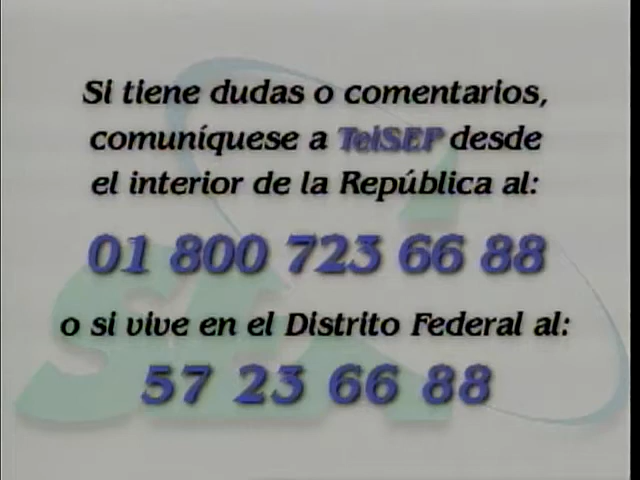 Si tiene dudas o comentarios,
comuníquese a TelSEP desde
el interior de la República al:
01 800 723 66 88
o si vive en el Distrito Federal al:
57 23 66 88